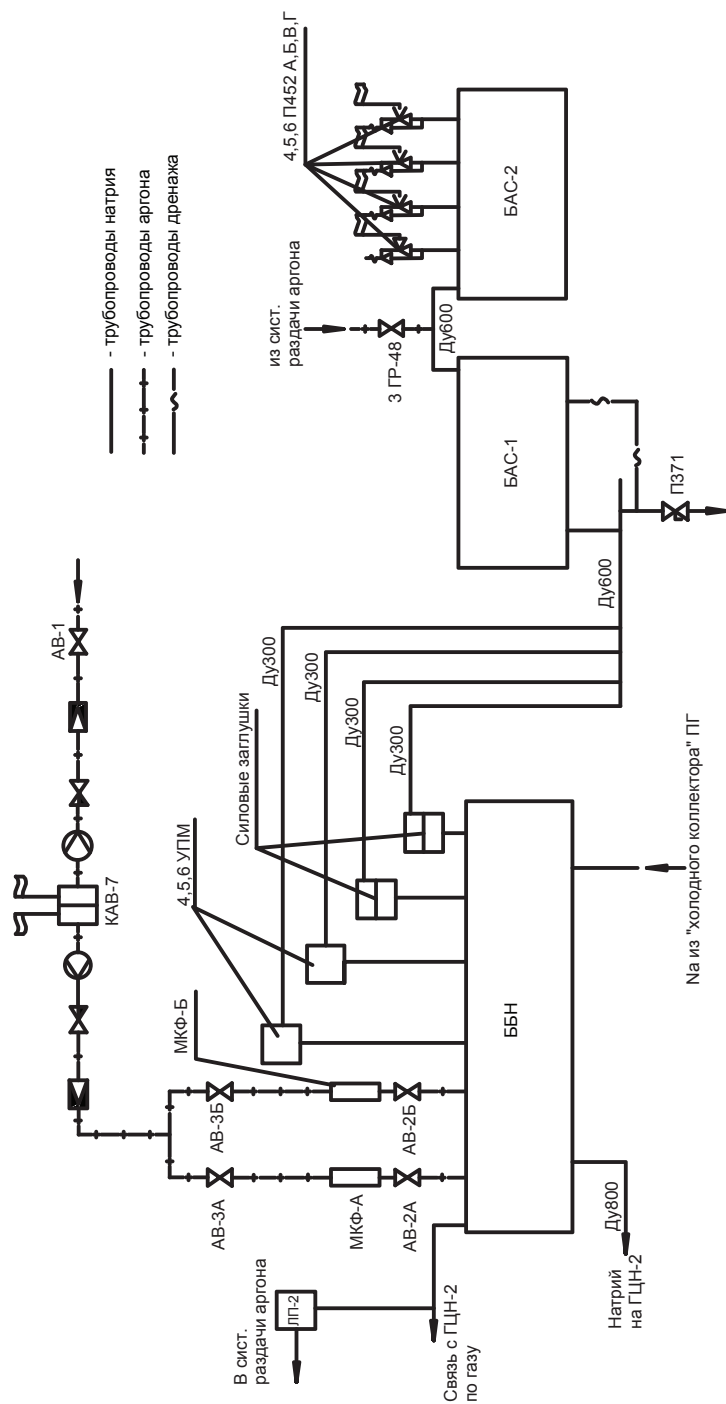 - трубопроводы натрия
- трубопроводы аргона
- трубопроводы дренажа
АВ-1
КАВ-7
4,5,6 П452 А,Б,В,Г
из сист.
раздачи аргона
3 ГР-48
Ду600
БАС-2
БАС-1
П371
Ду600
Ду300
Ду300
Ду300
Ду300
Силовые заглушки
4,5,6 УПМ
МКФ-Б
АВ-3Б
АВ-2Б
АВ-3А
МКФ-А
АВ-2А
ББН
В сист.
раздачи аргона
ЛП-2
Связь с ГЦН-2
по газу
Ду800
Натрий
на ГЦН-2
Na из "холодного коллектора" ПГ